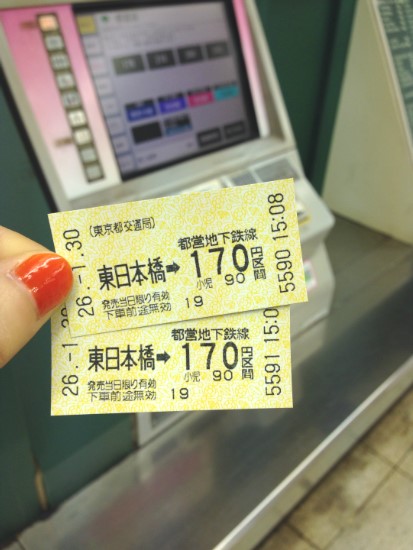 (東京都交通局)
26.-1.30
都営地下鉄線
東日本橋➡170円区間
小児 90
発売当日限り有効
下車前途無効
19
5590 15:08
26.-1
都営地下鉄線
東日本橋➡170円区間
小児 90
発売当日限り有効
下車前途無効
19
5591 15:0